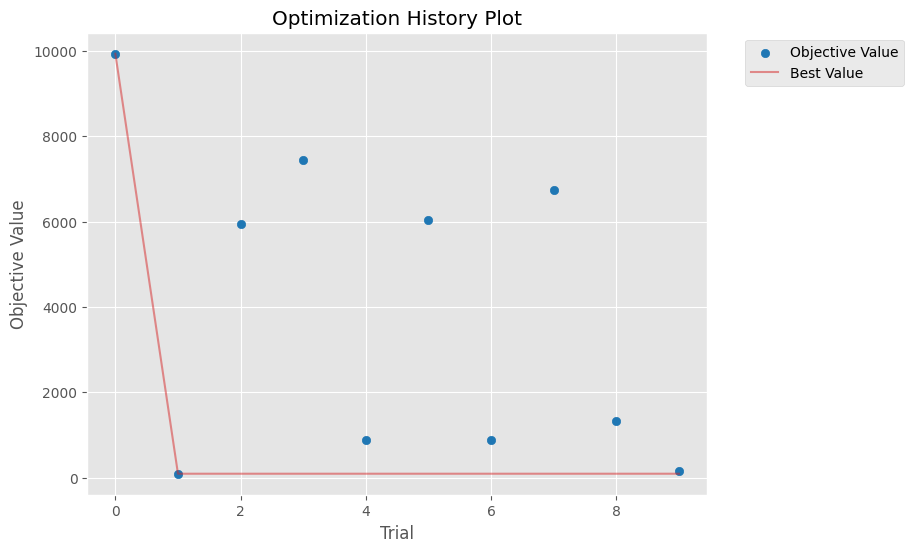 Optimization History Plot
Objective Value
Best Value
10000
8000
6000
4000
2000
0
Objective Value
0 2 4 6 8
Trial